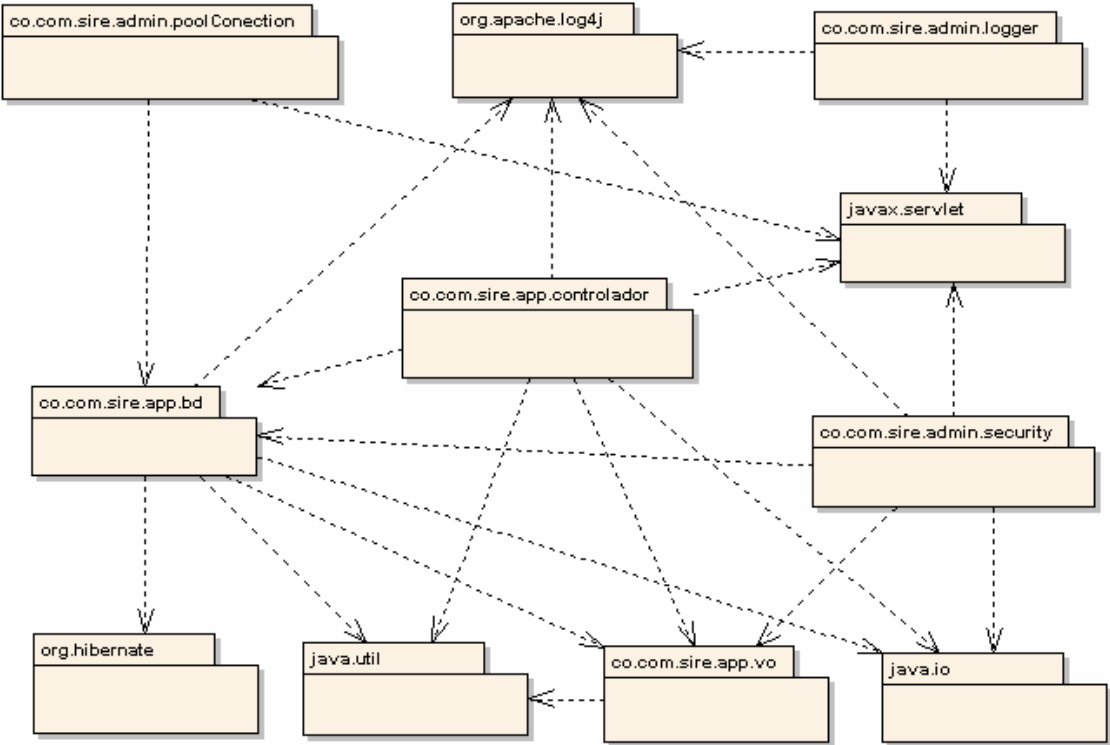 co.com.sire.admin.poolConection
org.apache.log4j
co.com.sire.admin.logger
javax.servlet
co.com.sire.app.controlador
co.com.sire.app.bd
co.com.sire.admin.security
org.hibernate
java.util
co.com.sire.app.vo
java.io